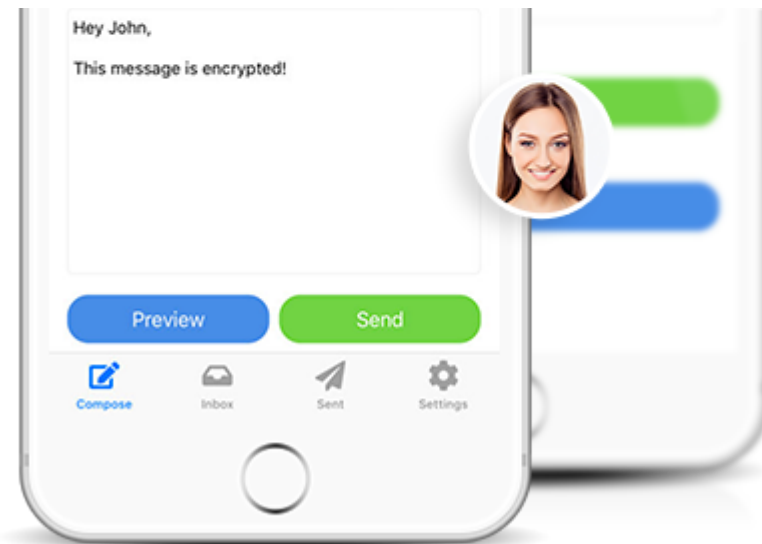 Hey John,
This message is encrypted!
Preview
Send
Compose
Inbox
Sent
Settings